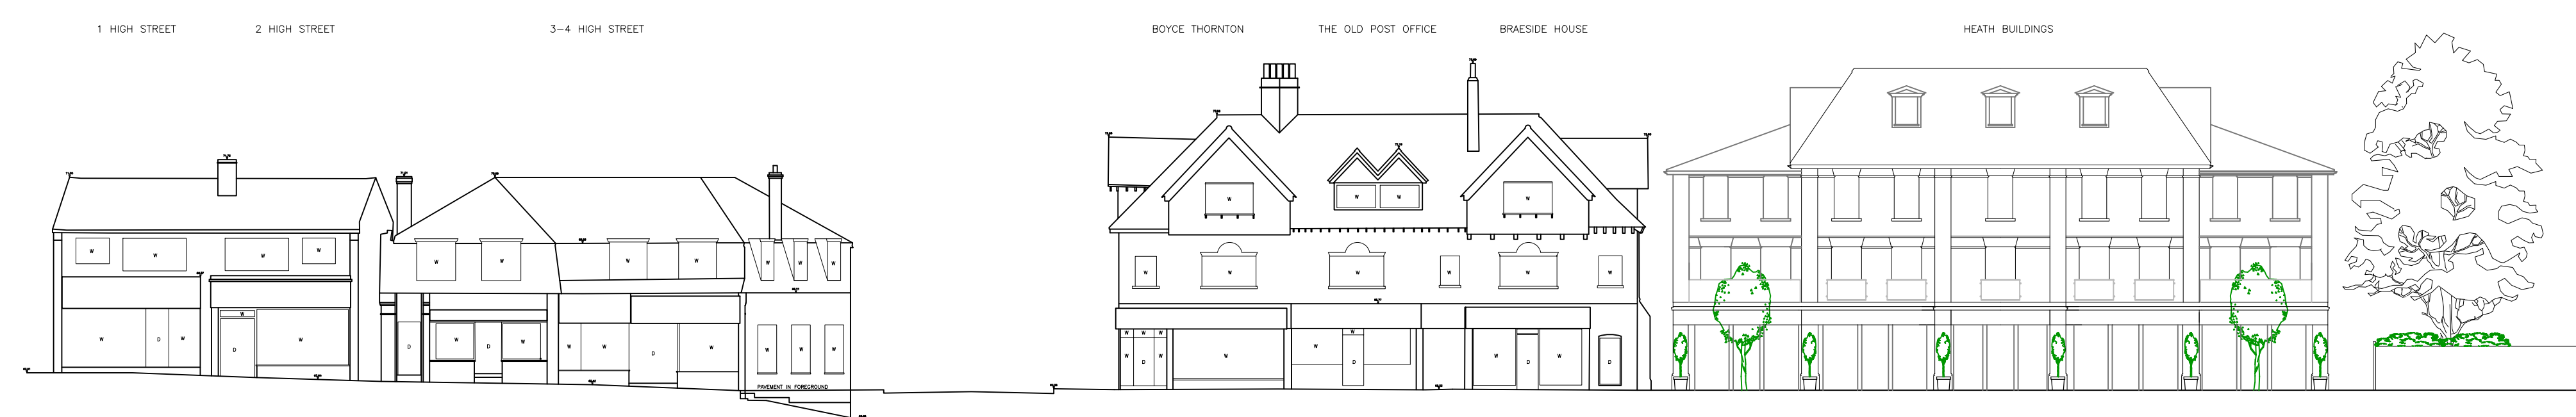 1 HIGH STREET
2 HIGH STREET
3-4 HIGH STREET
BOYCE THORNTON
THE OLD POST OFFICE
BRAESIDE HOUSE
HEATH BUILDINGS
W W W W
W W W W W W W
W W W
W W W W W W
W D W W D W
D W D W W W D W W W W
W W W W
W D W W W D W D W D
PAVEMENT IN FOREGROUND